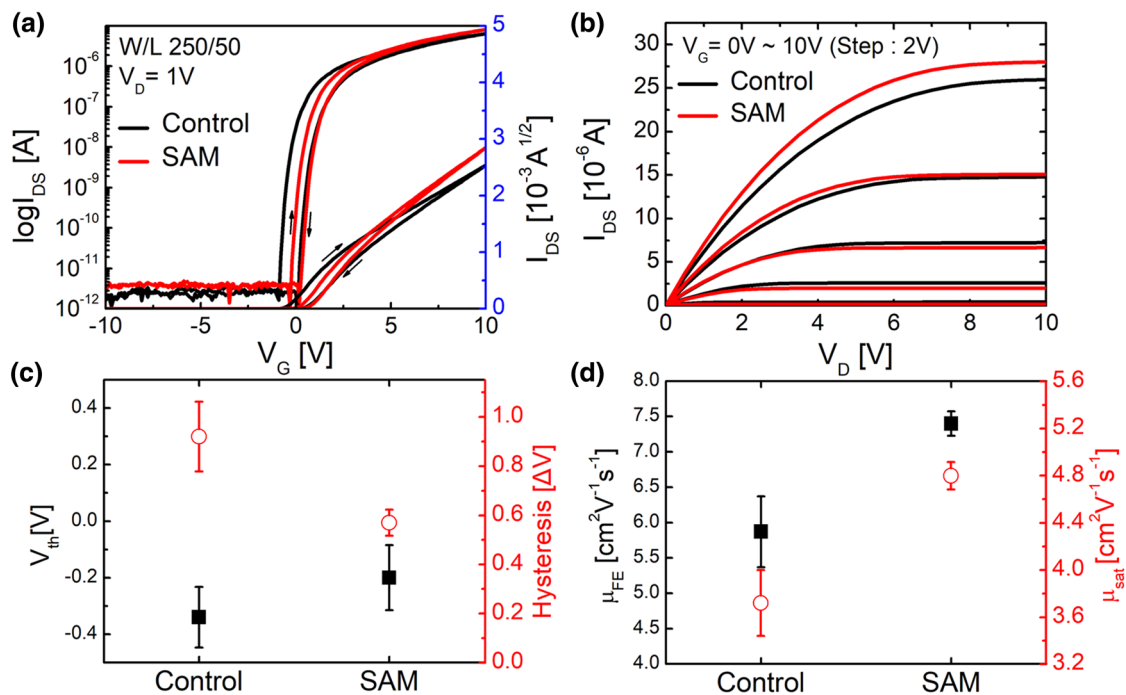 (a)
W/L 250/50
V_D= 1V
Control
SAM
logI_DS [A]
10^-6
10^-7
10^-8
10^-9
10^-10
10^-11
10^-12
-10 -5 0 5 10
V_G [V]
5
4
3
2
1
0
I_DS [10^-3A^1/2]
(b)
V_G= 0V ~ 10V (Step : 2V)
Control
SAM
I_DS [10^-6A]
30
25
20
15
10
5
0
0 2 4 6 8 10
V_D [V]
(c)
V_th[V]
0.4
0.2
0.0
-0.2
-0.4
Control SAM
1.0
0.8
0.6
0.4
0.2
0.0
Hysteresis [ΔV]
(d)
μ_FE [cm^2V^-1s^-1]
8.0
7.5
7.0
6.5
6.0
5.5
5.0
4.5
4.0
Control SAM
5.6
5.2
4.8
4.4
4.0
3.6
3.2
μ_sat [cm^2V^-1s^-1]